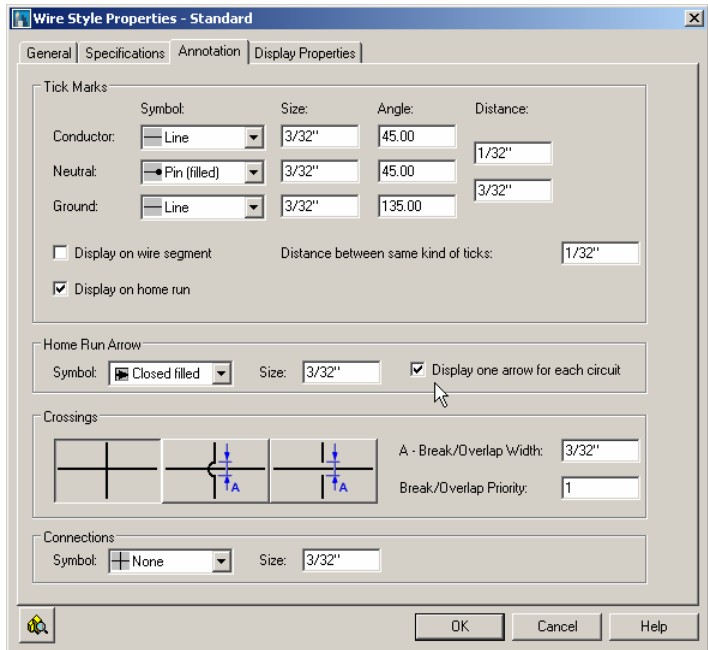 Wire Style Properties - Standard
General Specifications Annotation Display Properties
Tick Marks
Symbol: Size: Angle: Distance:
Conductor: Line 3/32" 45.00
1/32"
Neutral: Pin (filled) 3/32" 45.00
3/32"
Ground: Line 3/32" 135.00
Display on wire segment Distance between same kind of ticks: 1/32"
Display on home run
Home Run Arrow
Symbol: Closed filled Size: 3/32" Display one arrow for each circuit
Crossings
A - Break/Overlap Width: 3/32"
A A
Break/Overlap Priority: 1
Connections
Symbol: None Size: 3/32"
OK Cancel Help